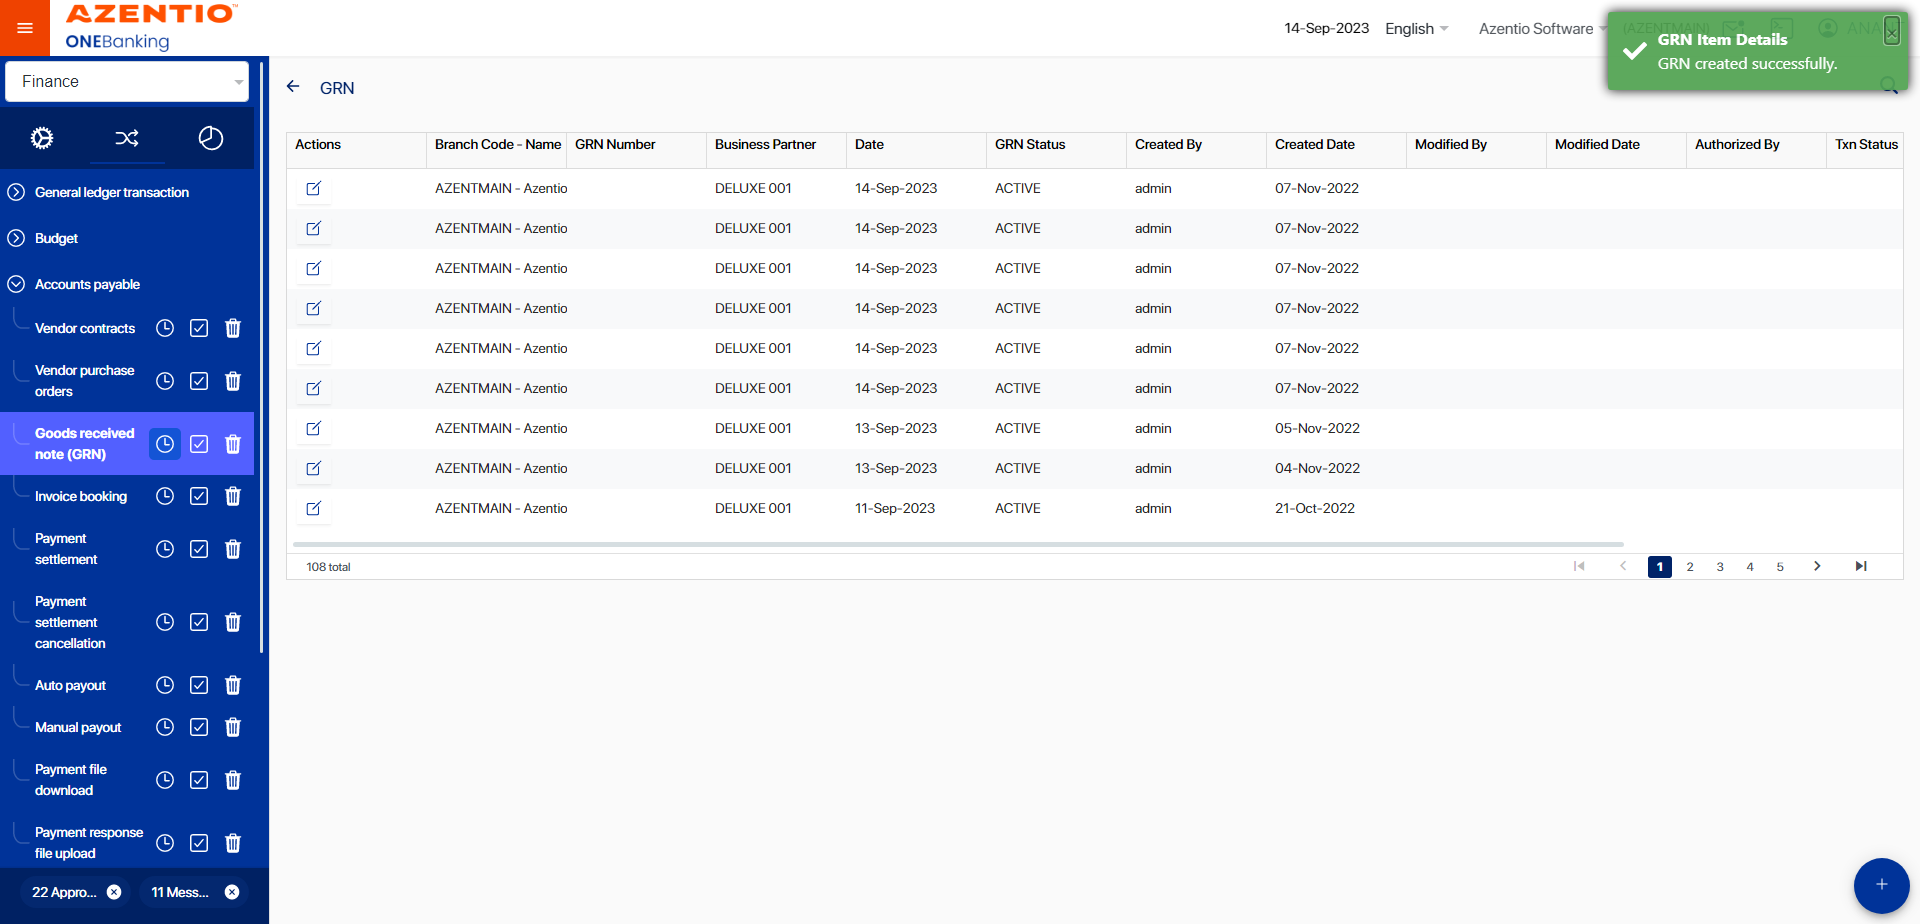 AZENTIO™
ONEBanking
14-Sep-2023 English Azentio Software (AZENTMAIN)
GRN Item Details
GRN created successfully.
Finance
GRN
General ledger transaction
Budget
Accounts payable
Vendor contracts
Vendor purchase
orders
Goods received
note (GRN)
Invoice booking
Payment
settlement
Payment
settlement
cancellation
Auto payout
Manual payout
Payment file
download
Payment response
file upload
22 Appro... 11 Mess...
Actions Branch Code - Name GRN Number Business Partner Date GRN Status Created By Created Date Modified By Modified Date Authorized By Txn Status
AZENTMAIN - Azentio DELUXE 001 14-Sep-2023 ACTIVE admin 07-Nov-2022
AZENTMAIN - Azentio DELUXE 001 14-Sep-2023 ACTIVE admin 07-Nov-2022
AZENTMAIN - Azentio DELUXE 001 14-Sep-2023 ACTIVE admin 07-Nov-2022
AZENTMAIN - Azentio DELUXE 001 14-Sep-2023 ACTIVE admin 07-Nov-2022
AZENTMAIN - Azentio DELUXE 001 14-Sep-2023 ACTIVE admin 07-Nov-2022
AZENTMAIN - Azentio DELUXE 001 14-Sep-2023 ACTIVE admin 07-Nov-2022
AZENTMAIN - Azentio DELUXE 001 13-Sep-2023 ACTIVE admin 05-Nov-2022
AZENTMAIN - Azentio DELUXE 001 13-Sep-2023 ACTIVE admin 04-Nov-2022
AZENTMAIN - Azentio DELUXE 001 11-Sep-2023 ACTIVE admin 21-Oct-2022
108 total 1 2 3 4 5